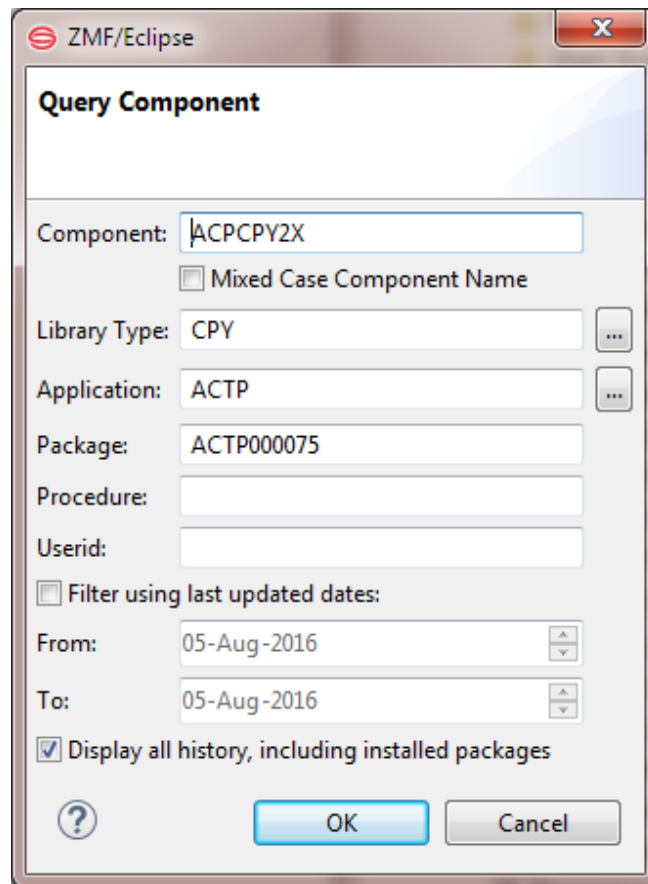 ZMF/Eclipse
Query Component
Component: ACPCPY2X
Mixed Case Component Name
Library Type: CPY ...
Application: ACTP ...
Package: ACTP000075
Procedure:
Userid:
Filter using last updated dates:
From: 05-Aug-2016
To: 05-Aug-2016
Display all history, including installed packages
? OK Cancel